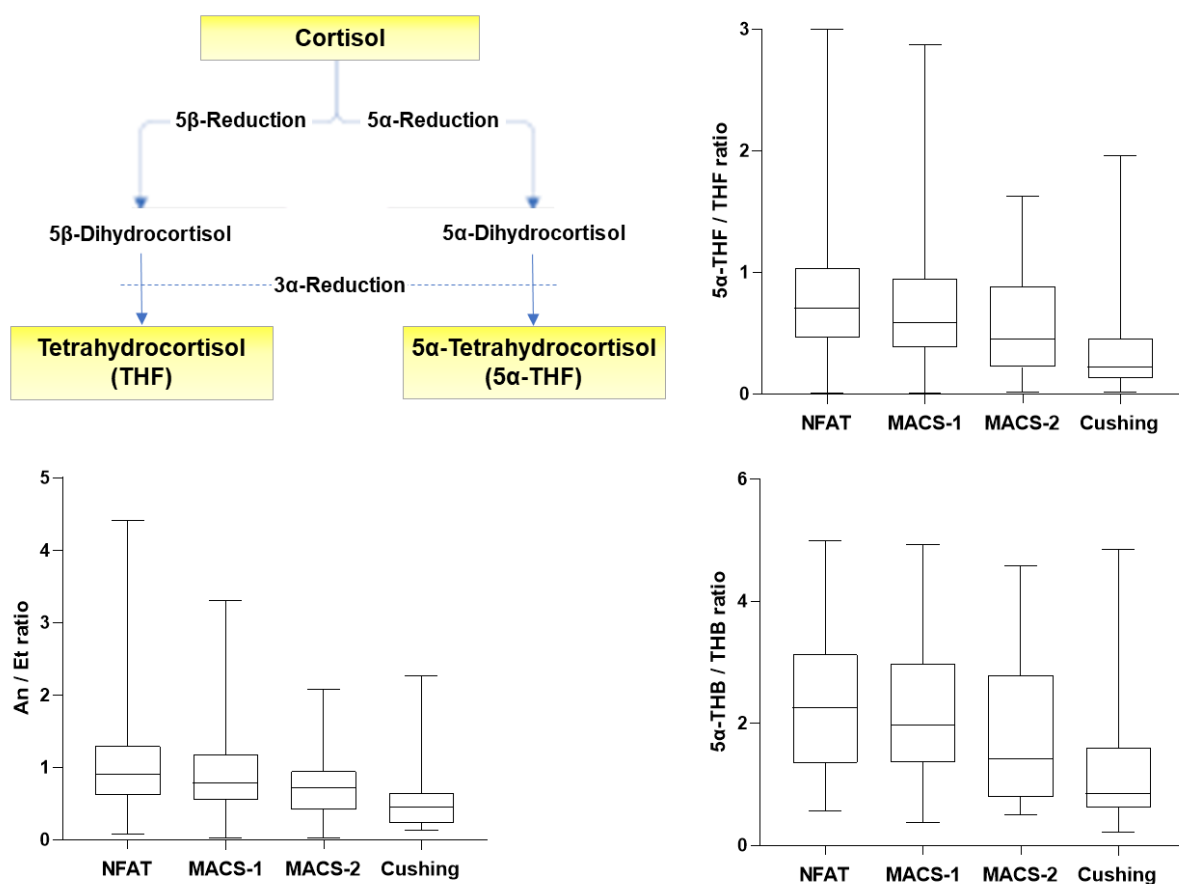 Cortisol
5β-Reduction
5α-Reduction
5β-Dihydrocortisol
5α-Dihydrocortisol
3α-Reduction
Tetrahydrocortisol
(THF)
5α-Tetrahydrocortisol
(5α-THF)
5α-THF / THF ratio
3
2
1
0
NFAT
MACS-1
MACS-2
Cushing
An / Et ratio
5
4
3
2
1
0
NFAT
MACS-1
MACS-2
Cushing
5α-THB / THB ratio
6
4
2
0
NFAT
MACS-1
MACS-2
Cushing